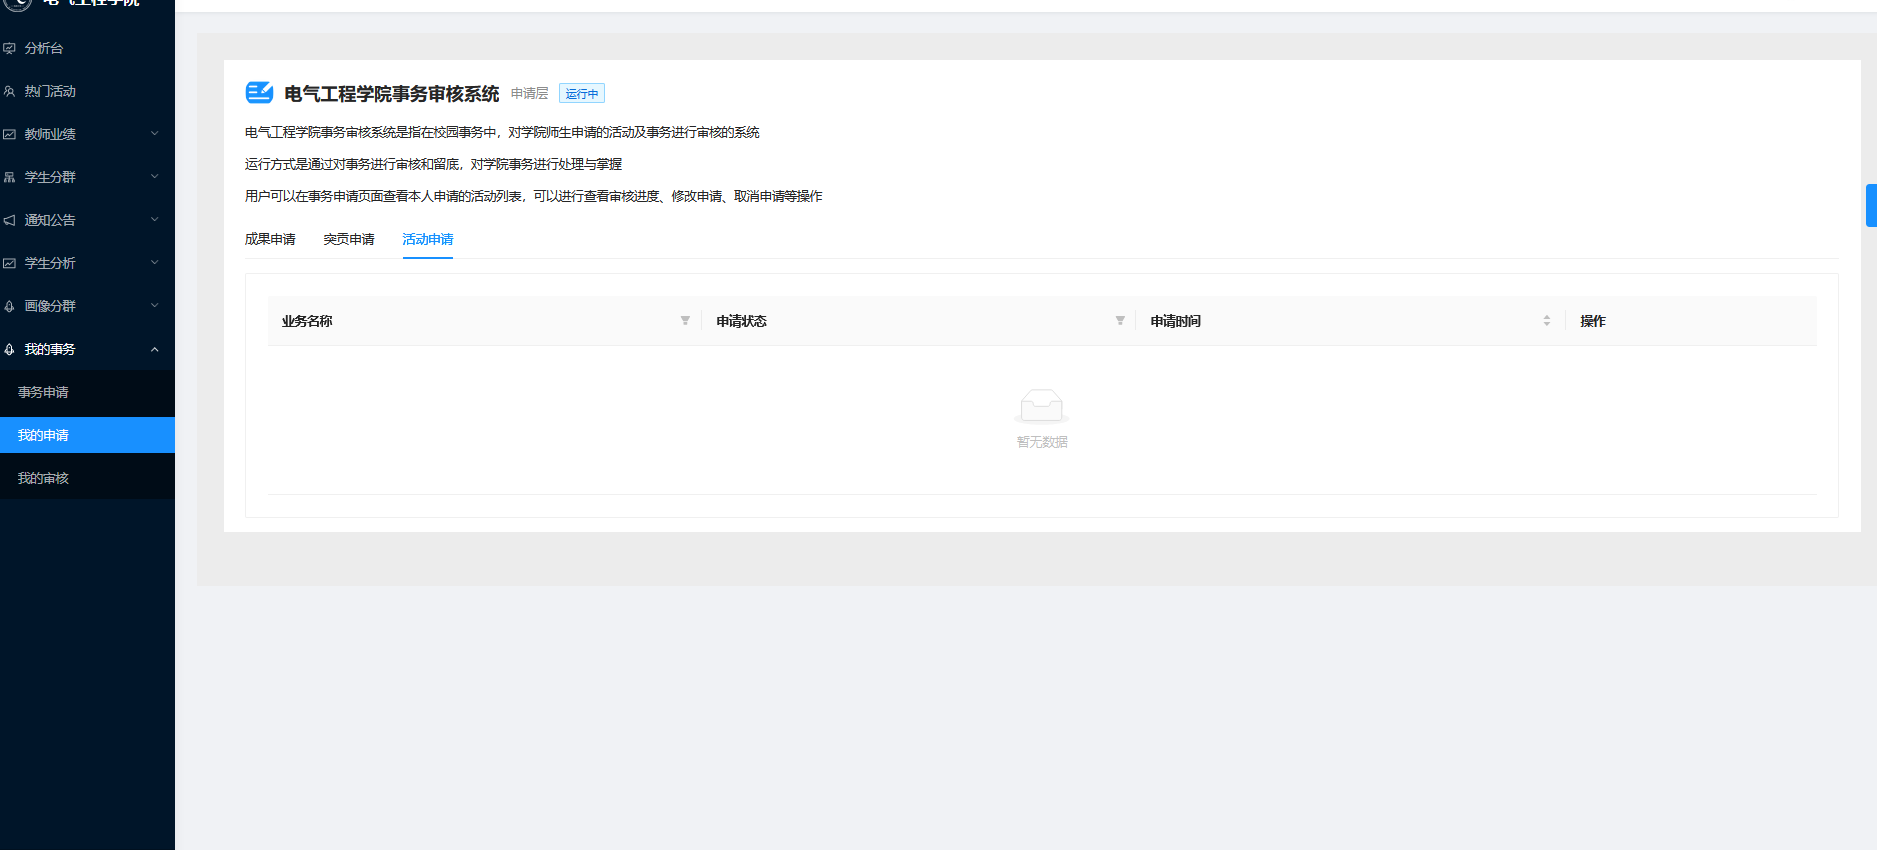 电气工程学院
分析台
热门活动
教师业绩
学生分群
通知公告
学生分析
画像分群
我的事务
事务申请
我的申请
我的审核
电气工程学院事务审核系统 申请层 运行中
电气工程学院事务审核系统是指在校园事务中，对学院师生申请的活动及事务进行审核的系统
运行方式是通过对事务进行审核和留底，对学院事务进行处理与掌握
用户可以在事务申请页面查看本人申请的活动列表，可以进行查看审核进度、修改申请、取消申请等操作
成果申请 突贡申请 活动申请
业务名称 申请状态 申请时间 操作
暂无数据